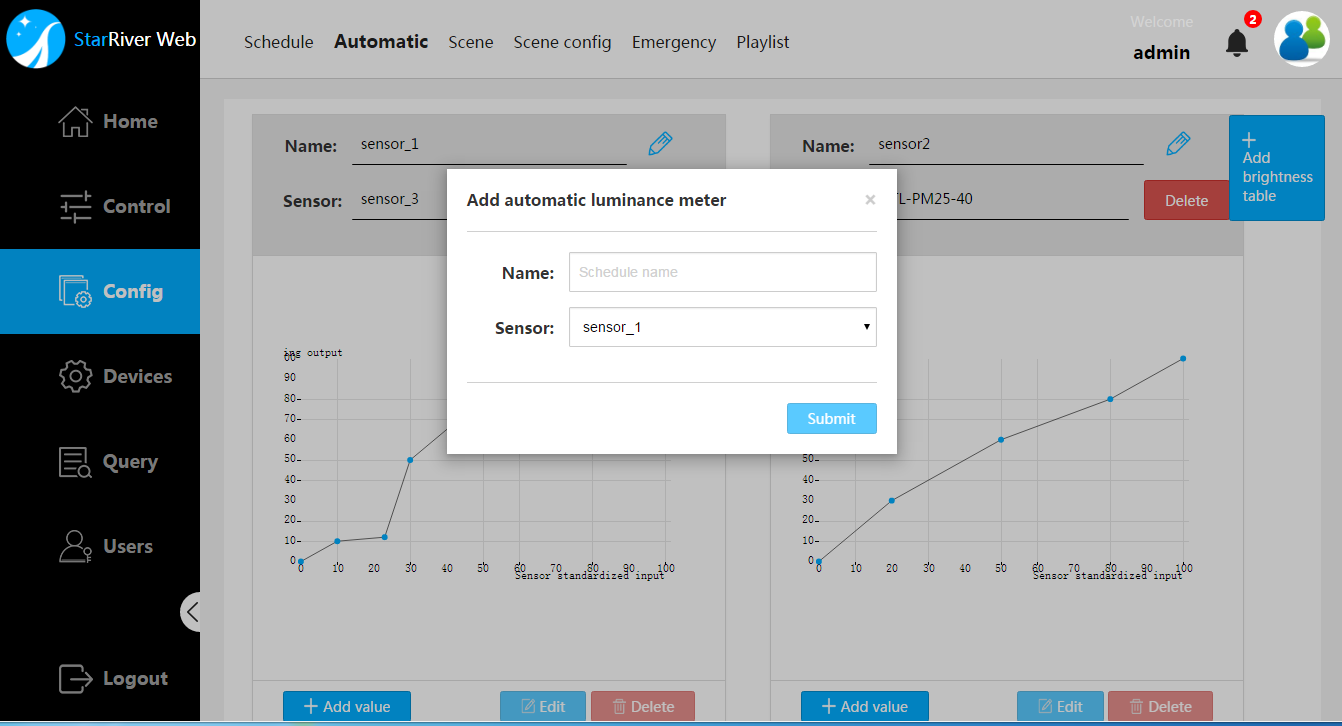 StarRiver Web
Schedule Automatic Scene Scene config Emergency Playlist
Welcome
admin
2
Home
Control
Config
Devices
Query
Users
Logout
Name: sensor_1
Sensor: sensor_3
Name: sensor2
TL-PM25-40
Delete
+
Add
brightness
table
Add automatic luminance meter ×
Name: Schedule name
Sensor: sensor_1
Submit
ing output
00
90
80
70
60
50
40
30
20
10
0
0 10 20 30 40 50 60 70 80 90 100
Sensor standardized input
50
40
30
20
10
0
0 10 20 30 40 50 60 70 80 90 100
Sensor standardized input
+ Add value Edit Delete
+ Add value Edit Delete